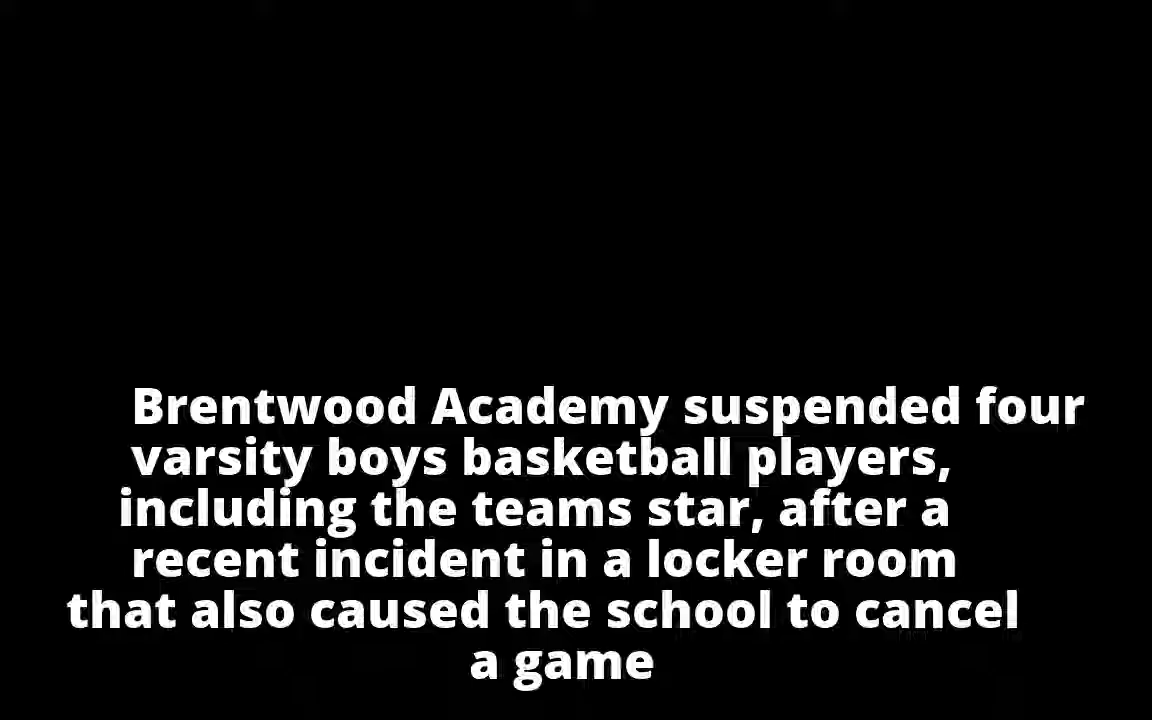 Brentwood Academy suspended four
varsity boys basketball players,
including the teams star, after a
recent incident in a locker room
that also caused the school to cancel
a game